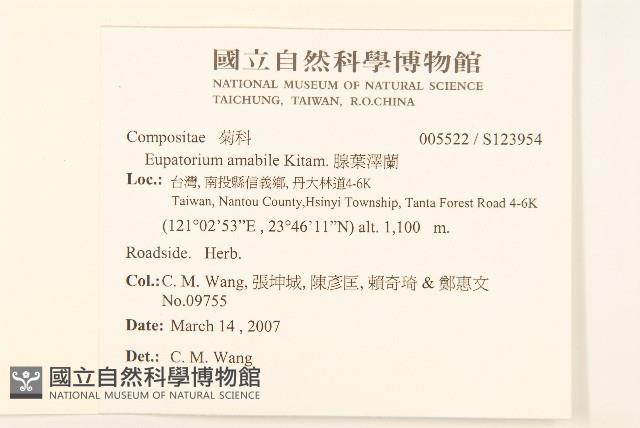 國立自然科學博物館
NATIONAL MUSEUM OF NATURAL SCIENCE
TAICHUNG, TAIWAN, R.O.CHINA
Compositae 菊科 005522 / S123954
Eupatorium amabile Kitam. 腺葉澤蘭
Loc.: 台灣, 南投縣信義鄉, 丹大林道4-6K
Taiwan, Nantou County,Hsinyi Township, Tanta Forest Road 4-6K
(121°02'53"E , 23°46'11"N) alt. 1,100 m.
Roadside. Herb.
Col.: C. M. Wang, 張坤城, 陳彥匡, 賴奇琦 & 鄭惠文
No.09755
Date: March 14 , 2007
Det.: C. M. Wang
國立自然科學博物館
NATIONAL MUSEUM OF NATURAL SCIENCE